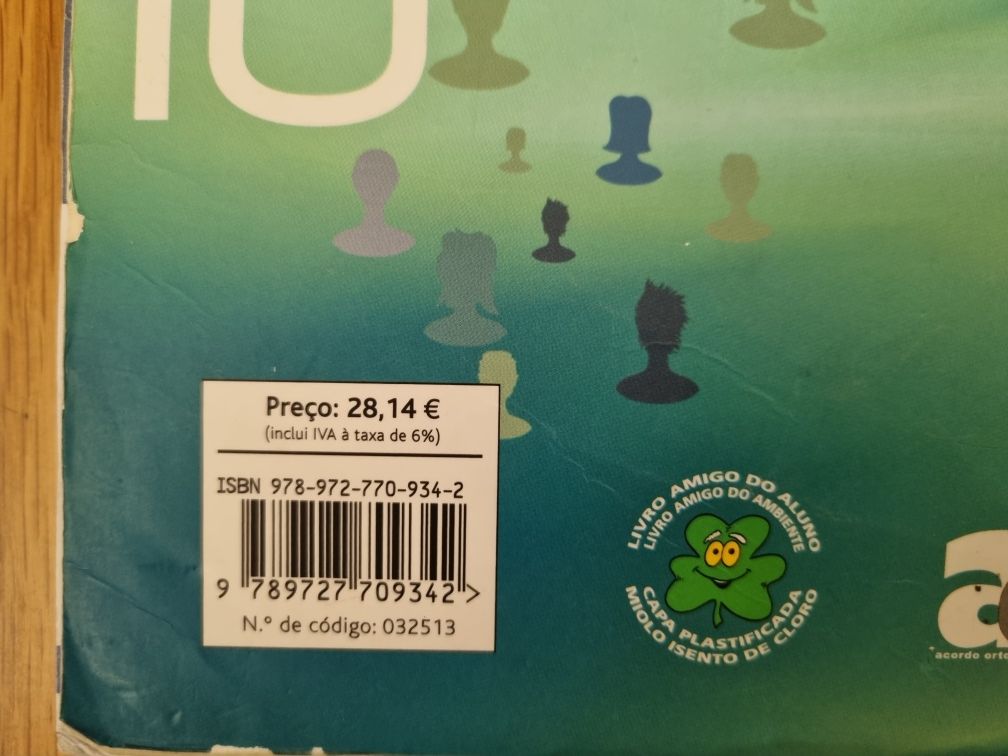 10
Preço: 28,14 €
(inclui IVA à taxa de 6%)
ISBN 978-972-770-934-2
9 789727 709342 >
N.º de código: 032513
LIVRO AMIGO DO ALUNO
LIVRO AMIGO DO AMBIENTE
CAPA PLASTIFICADA
MIOLO ISENTO DE CLORO
a
acordo